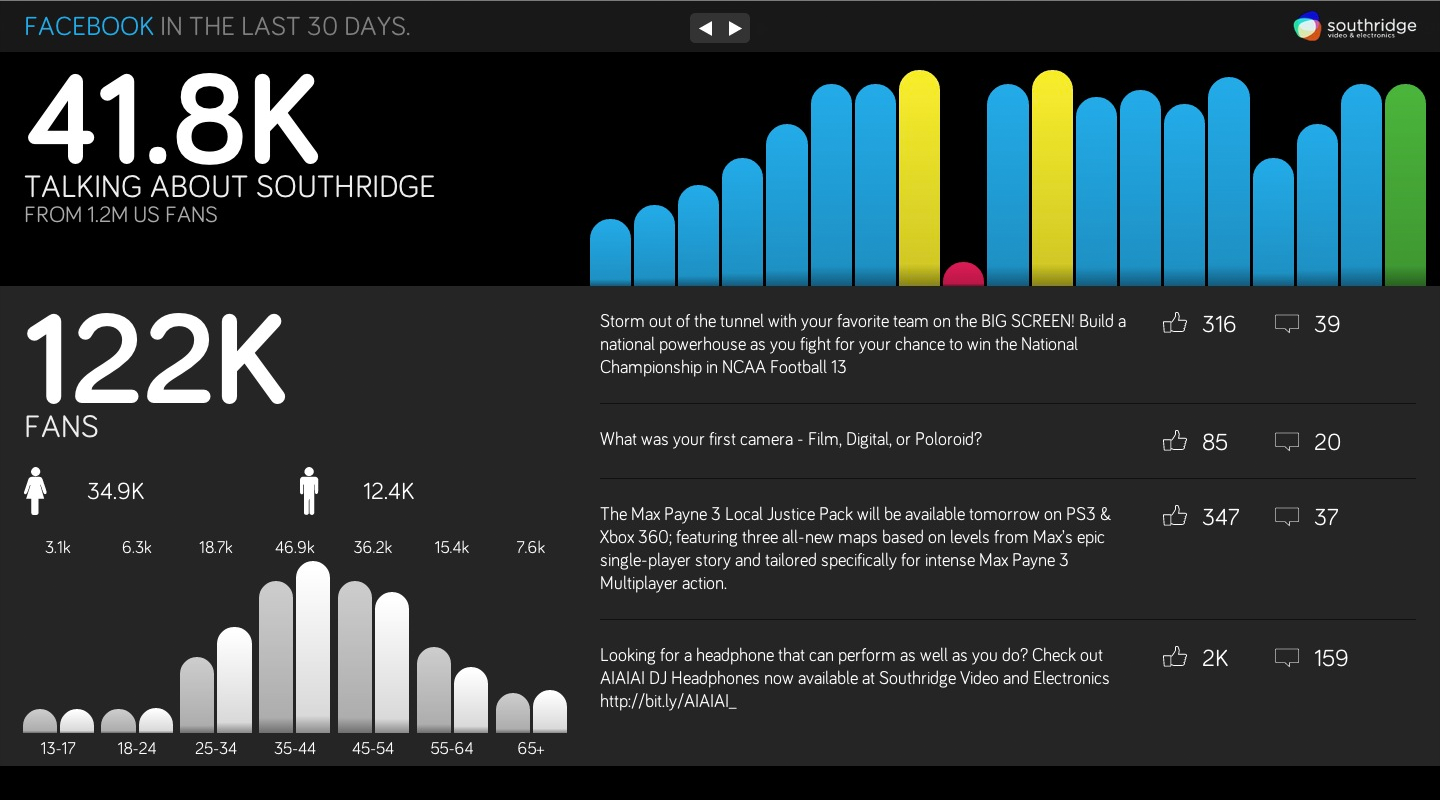 FACEBOOK IN THE LAST 30 DAYS.
southridge
video & electronics
41.8K
TALKING ABOUT SOUTHRIDGE
FROM 1.2M US FANS
122K
FANS
34.9K 12.4K
3.1k 6.3k 18.7k 46.9k 36.2k 15.4k 7.6k
13-17 18-24 25-34 35-44 45-54 55-64 65+
Storm out of the tunnel with your favorite team on the BIG SCREEN! Build a
national powerhouse as you fight for your chance to win the National
Championship in NCAA Football 13
316 39
What was your first camera - Film, Digital, or Poloroid?
85 20
The Max Payne 3 Local Justice Pack will be available tomorrow on PS3 &
Xbox 360; featuring three all-new maps based on levels from Max's epic
single-player story and tailored specifically for intense Max Payne 3
Multiplayer action.
347 37
Looking for a headphone that can perform as well as you do? Check out
AIAIAI DJ Headphones now available at Southridge Video and Electronics
http://bit.ly/AIAIAI_
2K 159